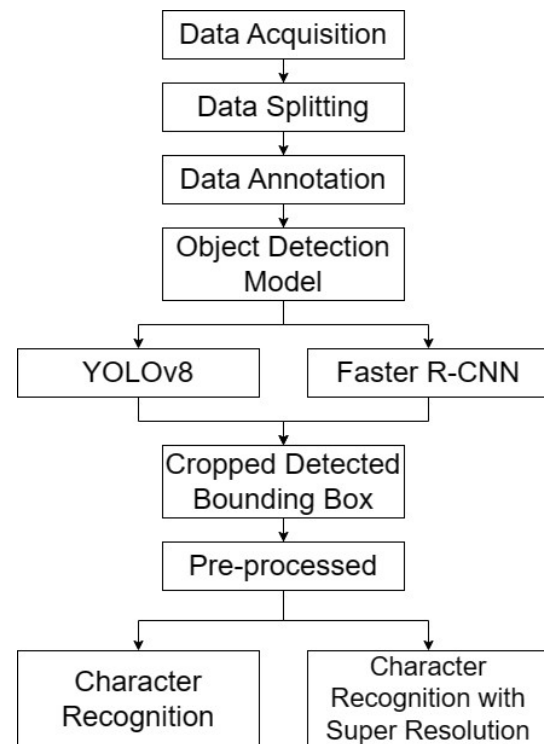 Data Acquisition
Data Splitting
Data Annotation
Object Detection
Model
YOLOv8
Faster R-CNN
Cropped Detected
Bounding Box
Pre-processed
Character
Recognition
Character
Recognition with
Super Resolution